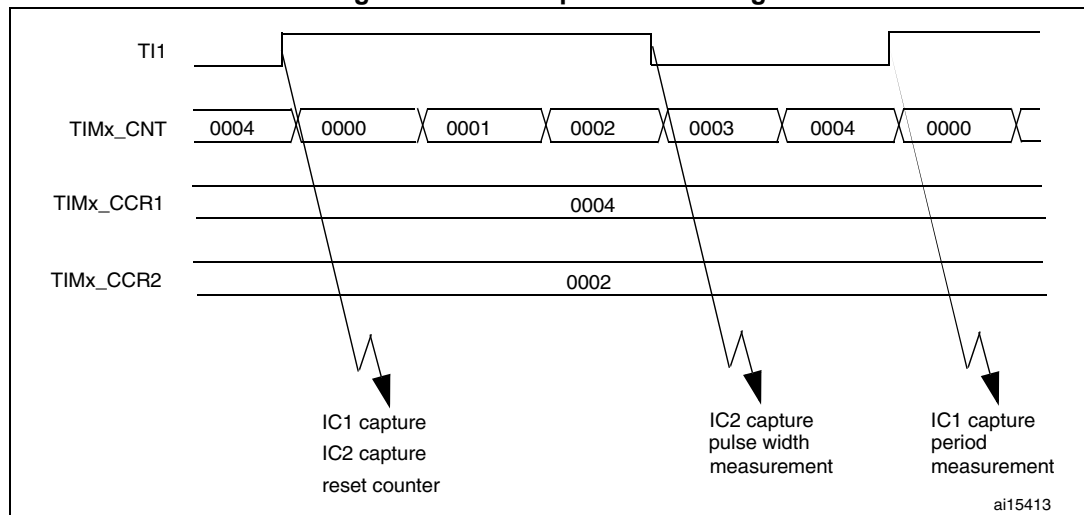 TI1
TIMx_CNT 0004 0000 0001 0002 0003 0004 0000
TIMx_CCR1 0004
TIMx_CCR2 0002
IC1 capture
IC2 capture
reset counter
IC2 capture
pulse width
measurement
IC1 capture
period
measurement
ai15413